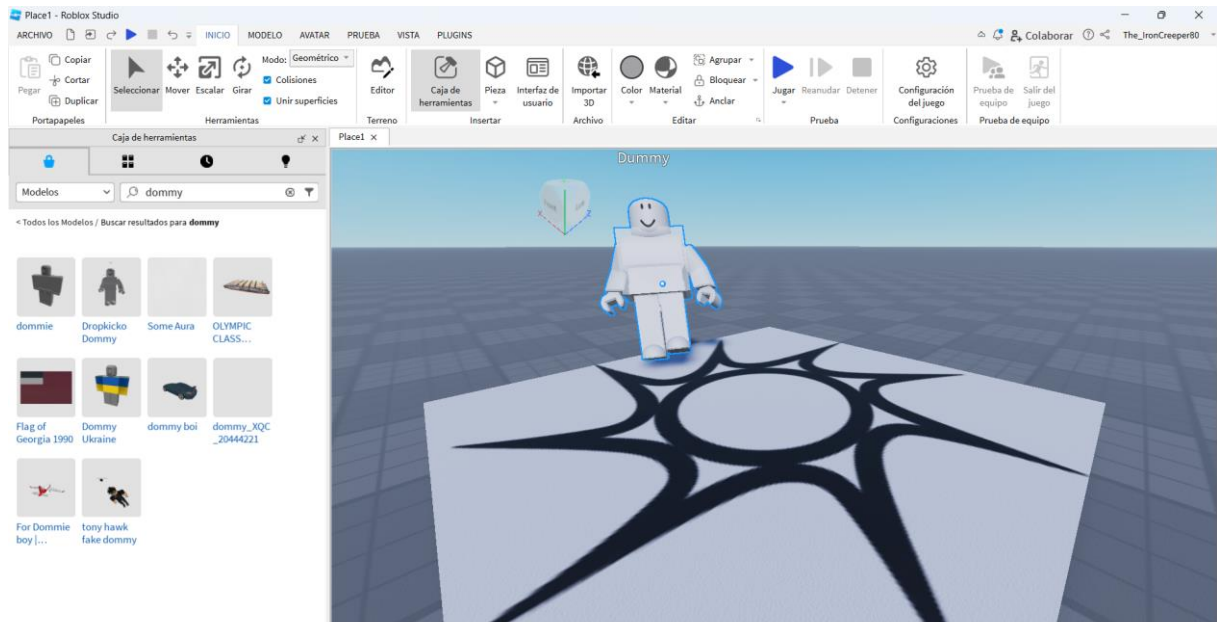 Place1 - Roblox Studio
ARCHIVO INICIO MODELO AVATAR PRUEBA VISTA PLUGINS Colaborar The_IronCreeper80
Pegar
Copiar
Cortar
Duplicar
Portapapeles
Seleccionar Mover Escalar Girar
Modo: Geométrico
Colisiones
Unir superficies
Herramientas
Editor
Terreno
Caja de herramientas
Pieza
Interfaz de usuario
Insertar
Importar 3D
Archivo
Color Material
Agrupar
Bloquear
Anclar
Editar
Jugar Reanudar Detener
Prueba
Configuración del juego
Configuraciones
Prueba de equipo
Salir del juego
Prueba de equipo
Caja de herramientas
Place1
Modelos
dommy
< Todos los Modelos / Buscar resultados para dommy
dommie
Dropkicko Dommy
Some Aura
OLYMPIC CLASS...
Flag of Georgia 1990
Dommy Ukraine
dommy boi
dommy_XQC_20444221
For Dommie boy |...
tony hawk fake dommy
Dummy
X
Z